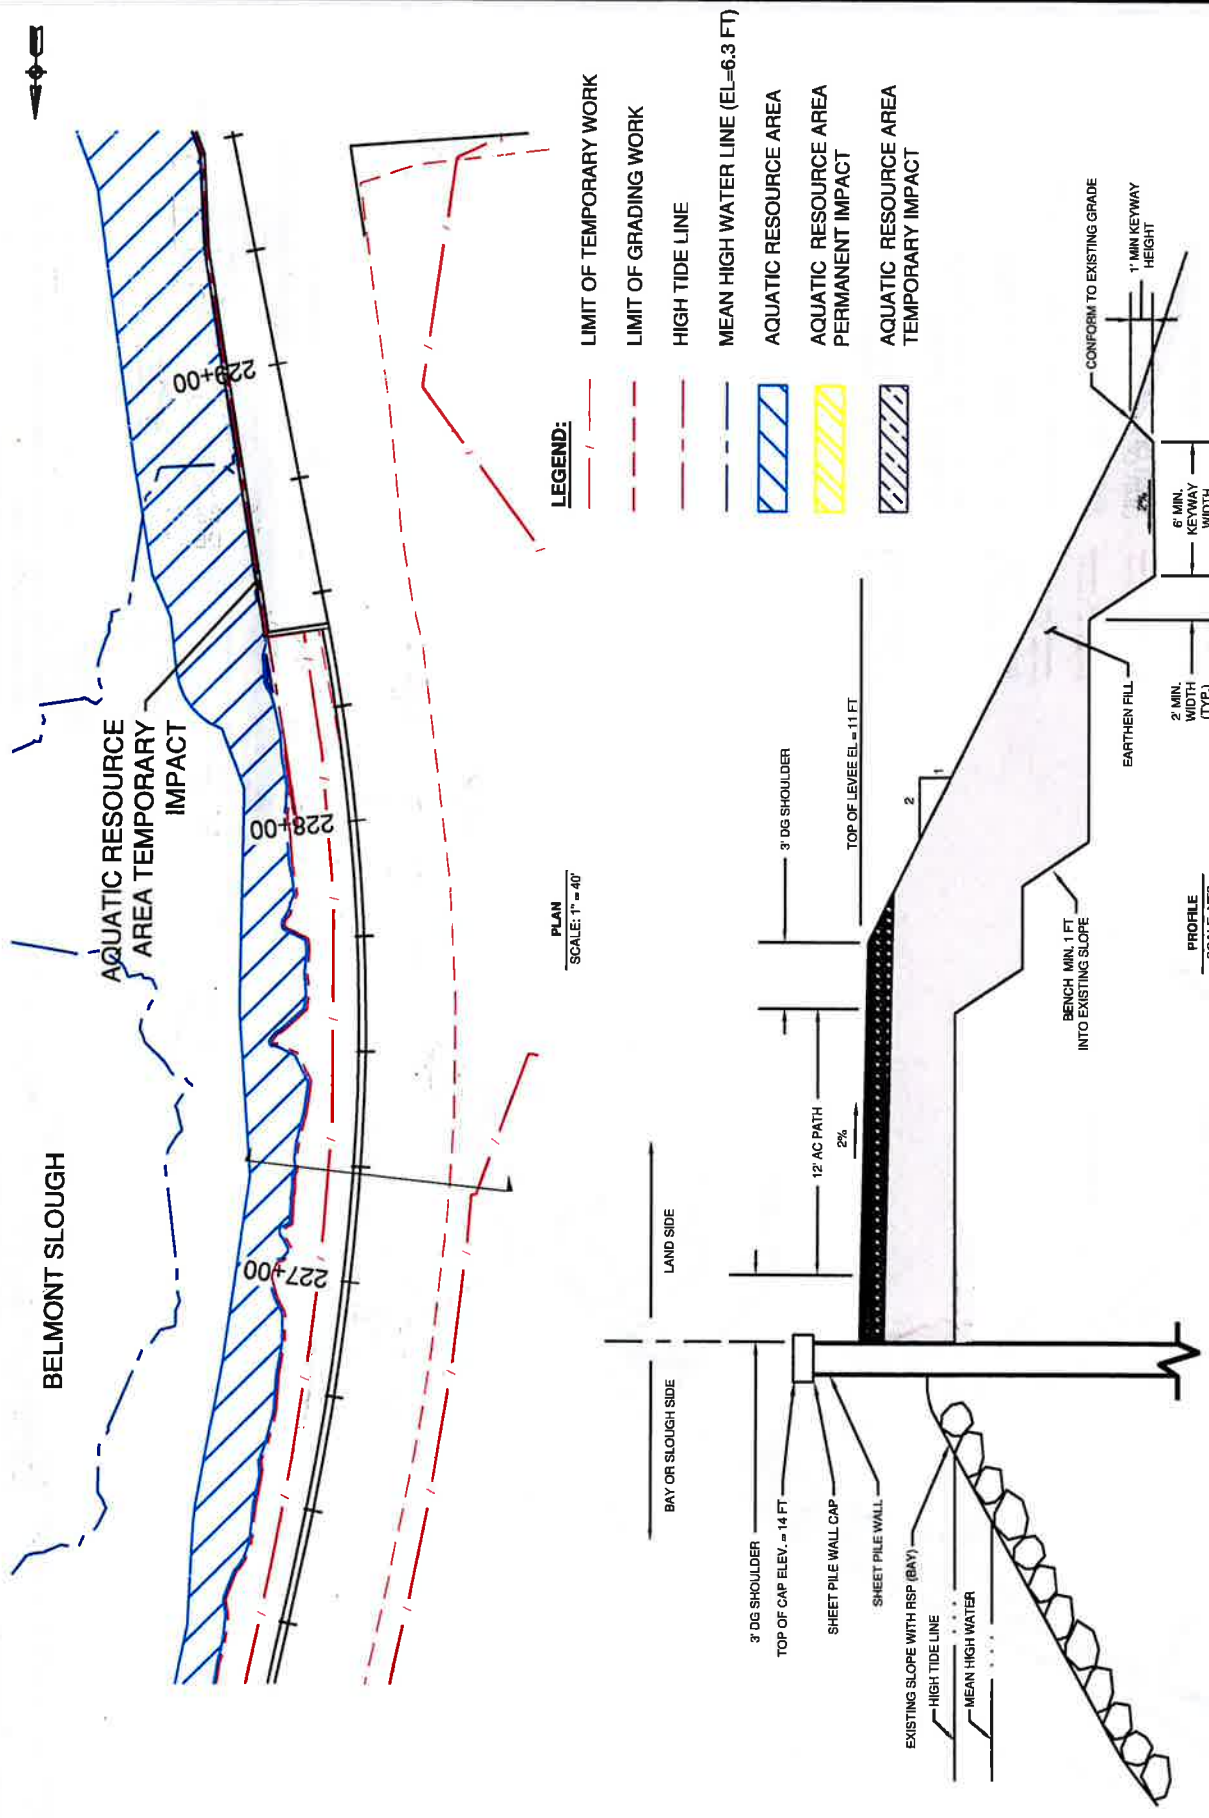 BELMONT SLOUGH
AQUATIC RESOURCE
AREA TEMPORARY
IMPACT
227+00
228+00
229+00
PLAN
SCALE: 1" = 40'
LEGEND:
LIMIT OF TEMPORARY WORK
LIMIT OF GRADING WORK
HIGH TIDE LINE
MEAN HIGH WATER LINE (EL=6.3 FT)
AQUATIC RESOURCE AREA
AQUATIC RESOURCE AREA
PERMANENT IMPACT
AQUATIC RESOURCE AREA
TEMPORARY IMPACT
BAY OR SLOUGH SIDE
LAND SIDE
3' DG SHOULDER
TOP OF CAP ELEV. = 14 FT
SHEET PILE WALL CAP
SHEET PILE WALL
EXISTING SLOPE WITH RSP (BAY)
HIGH TIDE LINE
MEAN HIGH WATER
12' AC PATH
2%
3' DG SHOULDER
TOP OF LEVEE EL = 11 FT
2
1
BENCH MIN. 1 FT
INTO EXISTING SLOPE
EARTHEN FILL
2' MIN.
WIDTH
(TYP.)
2%
6' MIN.
KEYWAY
WIDTH
CONFORM TO EXISTING GRADE
1' MIN KEYWAY
HEIGHT
PROFILE